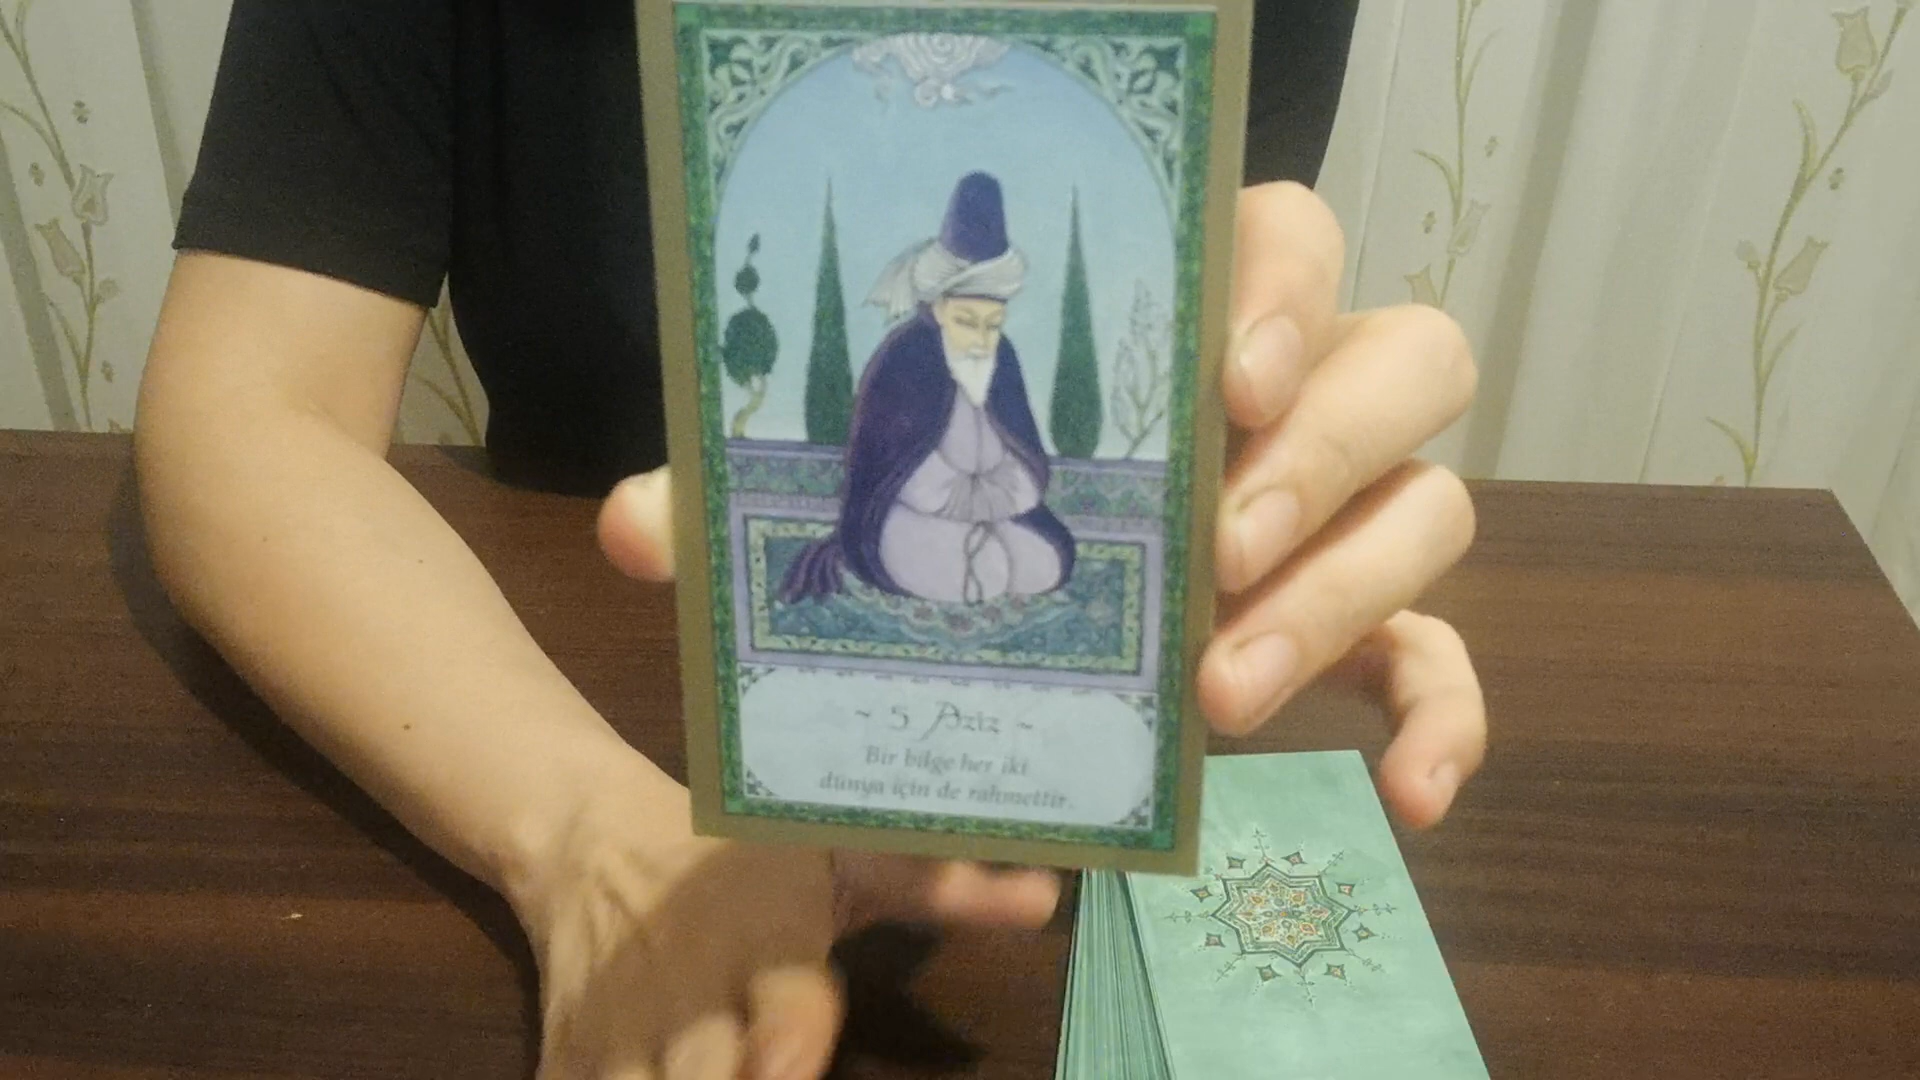 ~ 5 Aziz ~
Bir bilge her iki
dünya için de rahmettir.